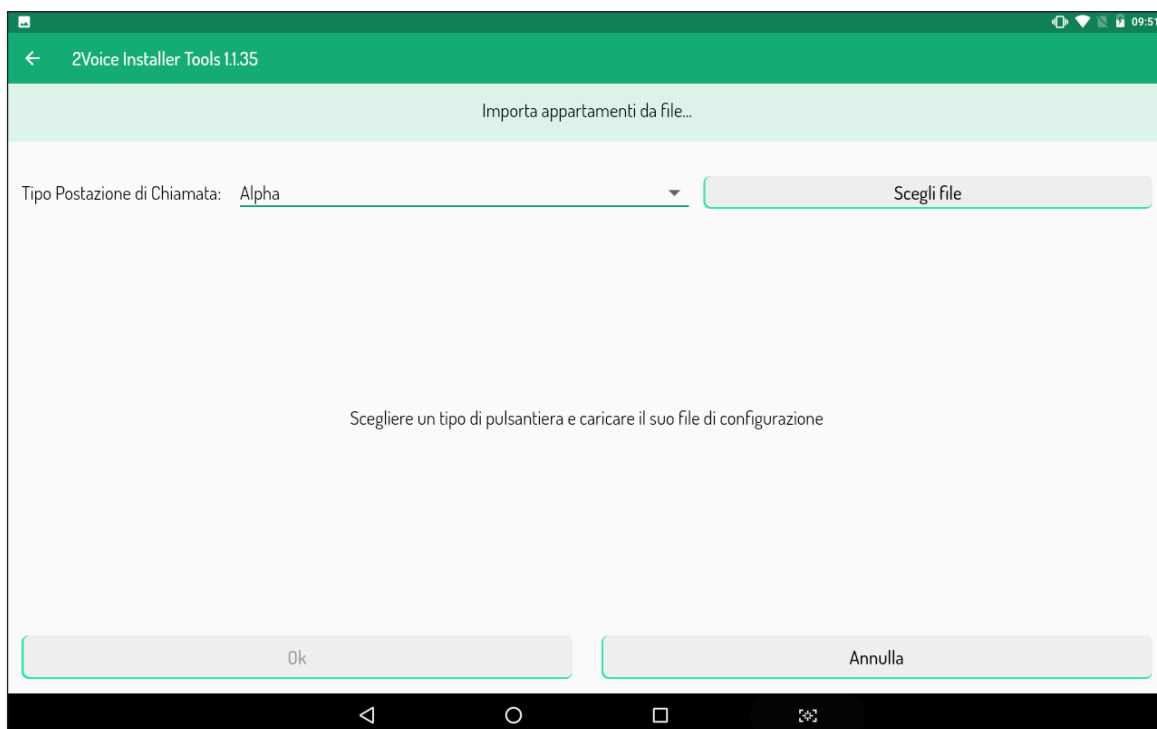 09:51
2Voice Installer Tools 1.1.35
Importa appartamenti da file...
Tipo Postazione di Chiamata: Alpha
Scegli file
Scegliere un tipo di pulsantiera e caricare il suo file di configurazione
Ok
Annulla